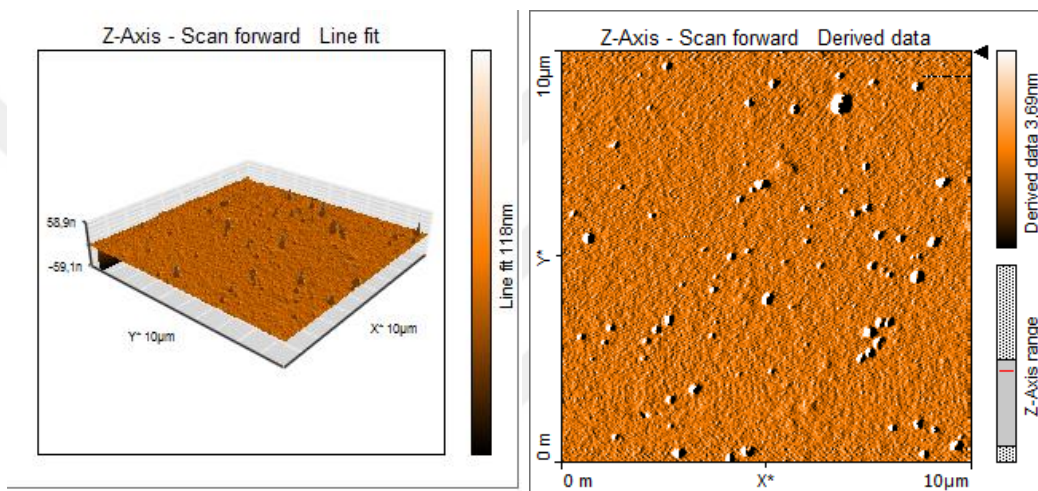 Z-Axis - Scan forward Line fit
58,9n
-59,1n
Y* 10µm
X* 10µm
Line fit 118nm
Z-Axis - Scan forward Derived data
10µm
Y*
0 m
0 m
X*
10µm
Derived data 3,69nm
Z-Axis range